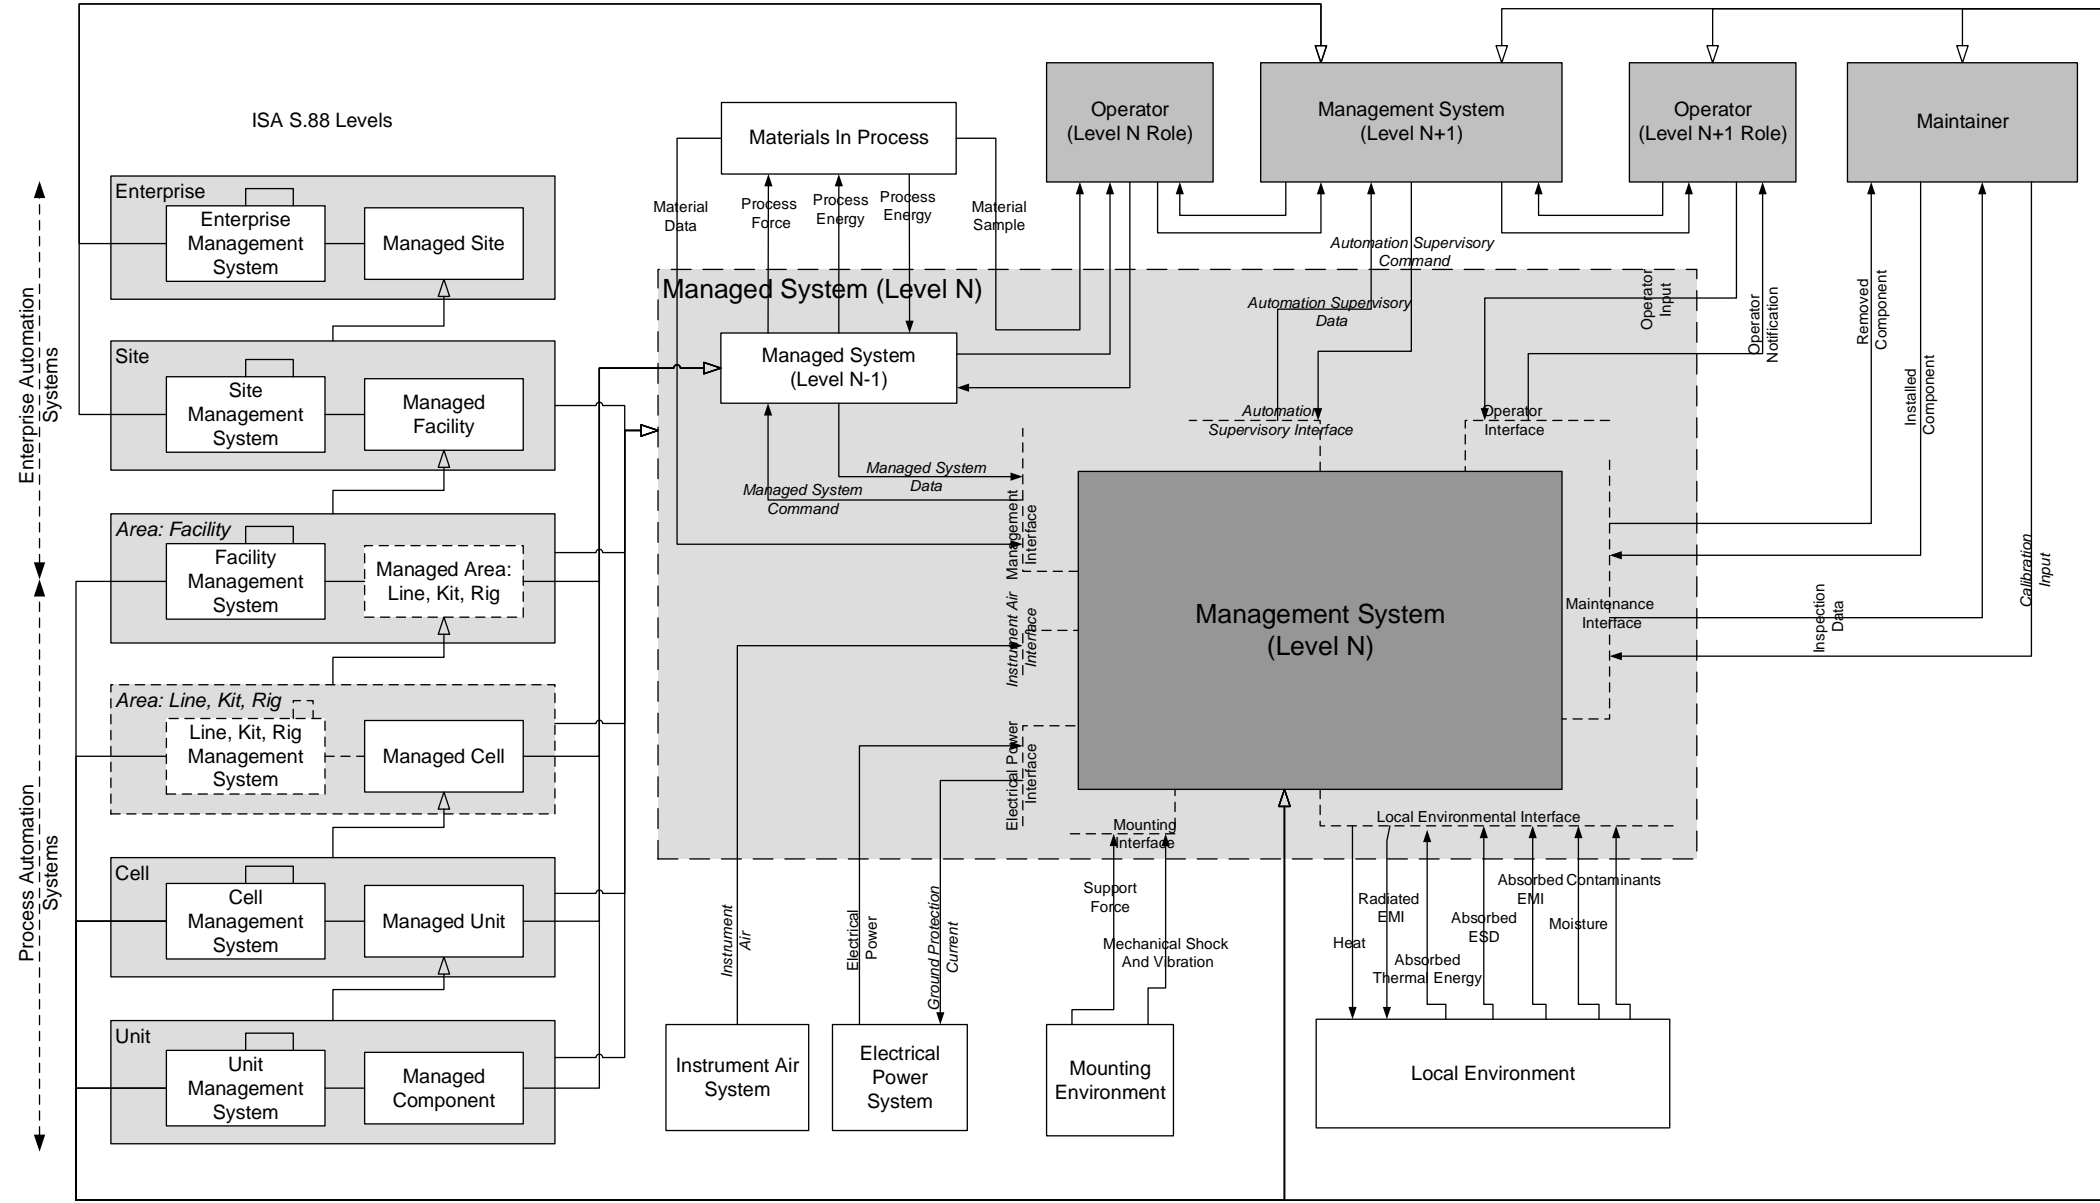 ISA S.88 Levels
Enterprise
Enterprise
Management
System
Managed Site
Site
Site
Management
System
Managed
Facility
Area: Facility
Facility
Management
System
Managed Area:
Line, Kit, Rig
Area: Line, Kit, Rig
Line, Kit, Rig
Management
System
Managed Cell
Cell
Cell
Management
System
Managed Unit
Unit
Unit
Management
System
Managed
Component
Enterprise Automation
Systems
Process Automation
Systems
Materials In Process
Operator
(Level N Role)
Management System
(Level N+1)
Operator
(Level N+1 Role)
Maintainer
Material
Data
Process
Force
Process
Energy
Process
Energy
Material
Sample
Automation Supervisory
Command
Automation Supervisory
Data
Operator
Input
Operator
Notification
Removed
Component
Installed
Component
Managed System (Level N)
Managed System
(Level N-1)
Automation
Supervisory Interface
Operator
Interface
Managed System
Data
Managed System
Command
Management
Interface
Instrument Air
Interface
Electrical Power
Interface
Management System
(Level N)
Maintenance
Interface
Inspection
Data
Calibration
Input
Mounting
Interface
Local Environmental Interface
Instrument
Air
Electrical
Power
Ground Protection
Current
Support
Force
Mechanical Shock
And Vibration
Heat
Radiated
EMI
Absorbed
Thermal Energy
Absorbed
ESD
Absorbed
EMI
Moisture
Contaminants
Instrument Air
System
Electrical
Power
System
Mounting
Environment
Local Environment